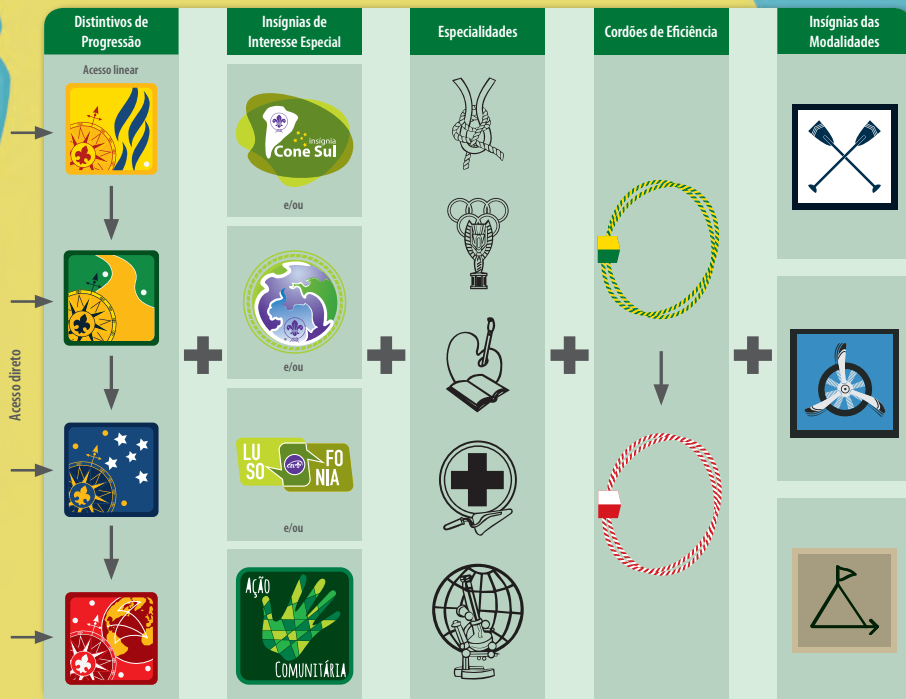 Distintivos de
Progressão
Insígnias de
Interesse Especial
Especialidades
Cordões de Eficiência
Insígnias das
Modalidades
Acesso linear
Acesso direto
insígnia
Cone Sul
e/ou
e/ou
LU
SO
FO
NIA
e/ou
AÇÃO
COMUNITÁRIA